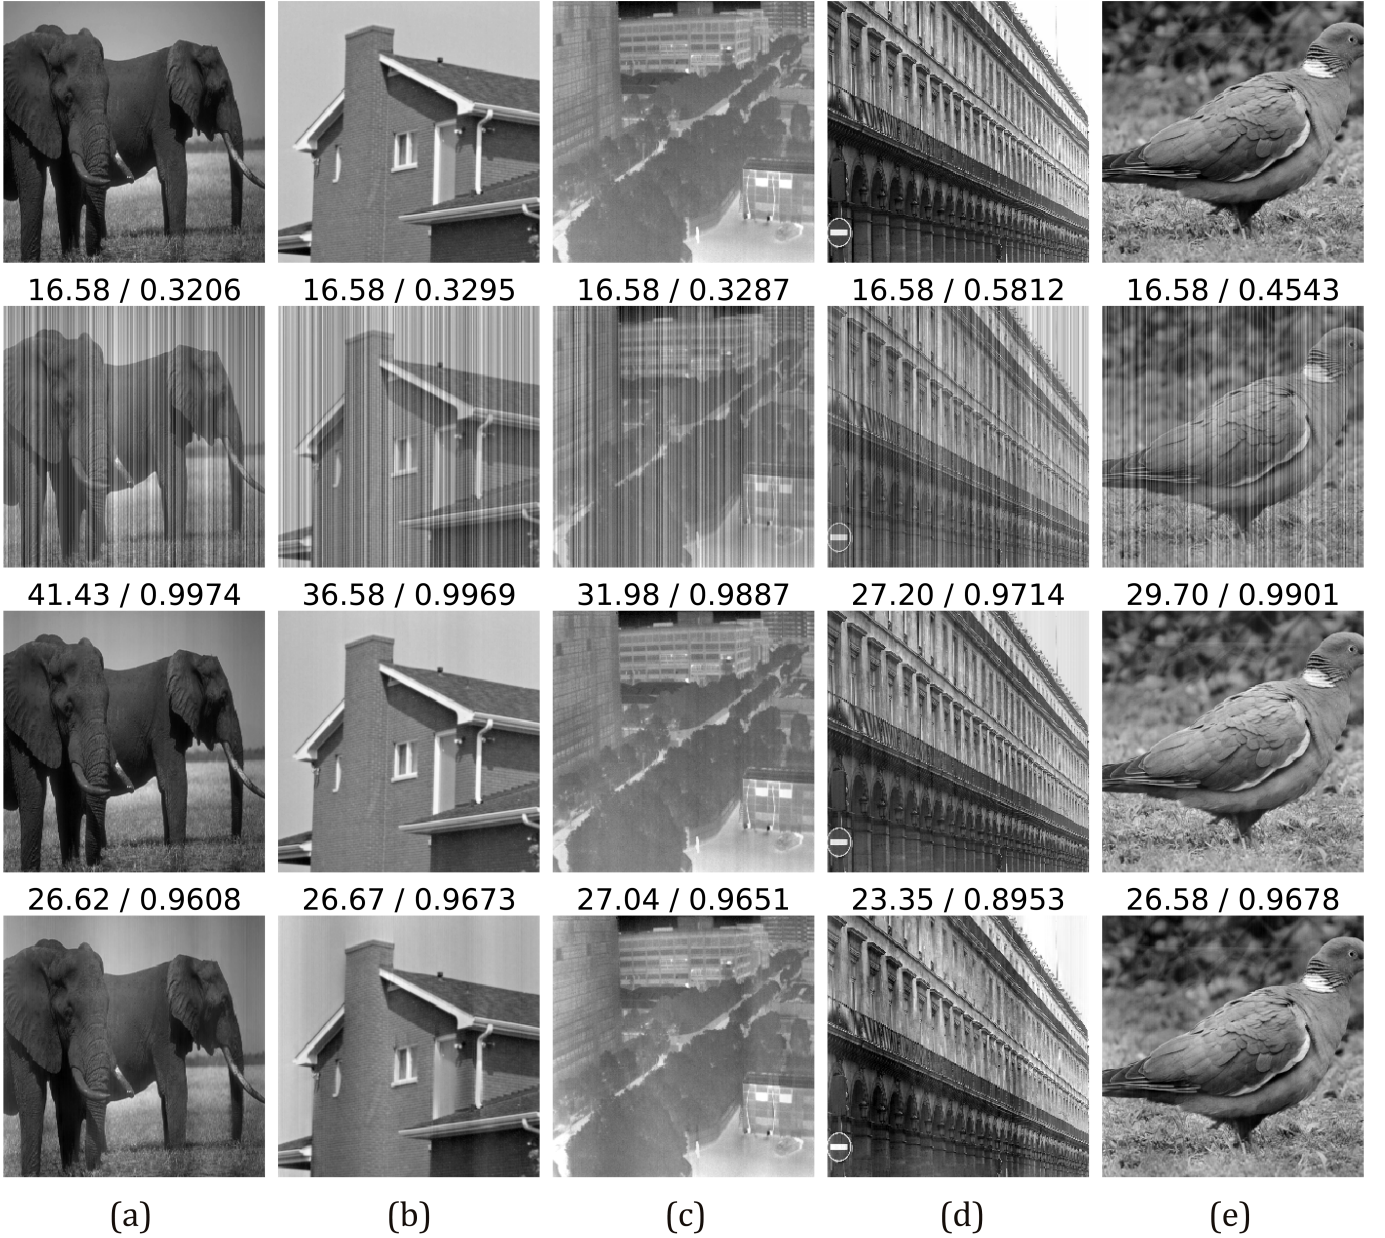 16.58 / 0.3206 16.58 / 0.3295 16.58 / 0.3287 16.58 / 0.5812 16.58 / 0.4543
41.43 / 0.9974 36.58 / 0.9969 31.98 / 0.9887 27.20 / 0.9714 29.70 / 0.9901
26.62 / 0.9608 26.67 / 0.9673 27.04 / 0.9651 23.35 / 0.8953 26.58 / 0.9678
(a) (b) (c) (d) (e)